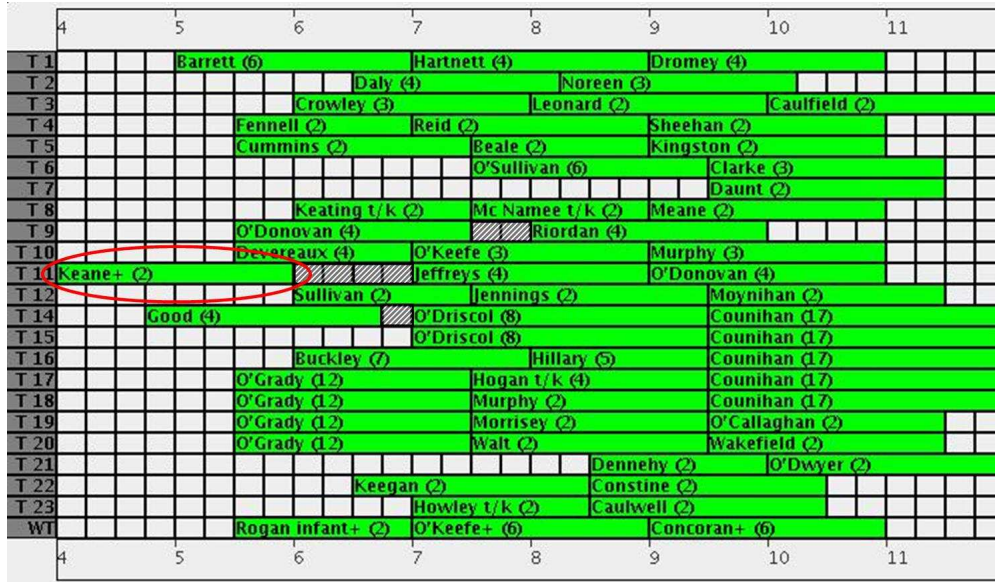 4 5 6 7 8 9 10 11
T 1 Barrett (6) Hartnett (4) Dromey (4)
T 2 Daly (4) Noreen (3)
T 3 Crowley (3) Leonard (2) Caulfield (2)
T 4 Fennell (2) Reid (2) Sheehan (2)
T 5 Cummins (2) Beale (2) Kingston (2)
T 6 O'Sullivan (6) Clarke (3)
T 7 Daunt (2)
T 8 Keating t/k (2) Mc Namee t/k (2) Meane (2)
T 9 O'Donovan (4) Riordan (4)
T 10 Devereaux (4) O'Keefe (3) Murphy (3)
T 11 Keane+ (2) Jeffreys (4) O'Donovan (4)
T 12 Sullivan (2) Jennings (2) Moynihan (2)
T 14 Good (4) O'Driscol (8) Counihan (17)
T 15 O'Driscol (8) Counihan (17)
T 16 Buckley (7) Hillary (5) Counihan (17)
T 17 O'Grady (12) Hogan t/k (4) Counihan (17)
T 18 O'Grady (12) Murphy (2) Counihan (17)
T 19 O'Grady (12) Morrisey (2) O'Callaghan (2)
T 20 O'Grady (12) Walt (2) Wakefield (2)
T 21 Dennehy (2) O'Dwyer (2)
T 22 Keegan (2) Constine (2)
T 23 Howley t/k (2) Caulwell (2)
WT Rogan infant+ (2) O'Keefe+ (6) Concoran+ (6)
4 5 6 7 8 9 10 11